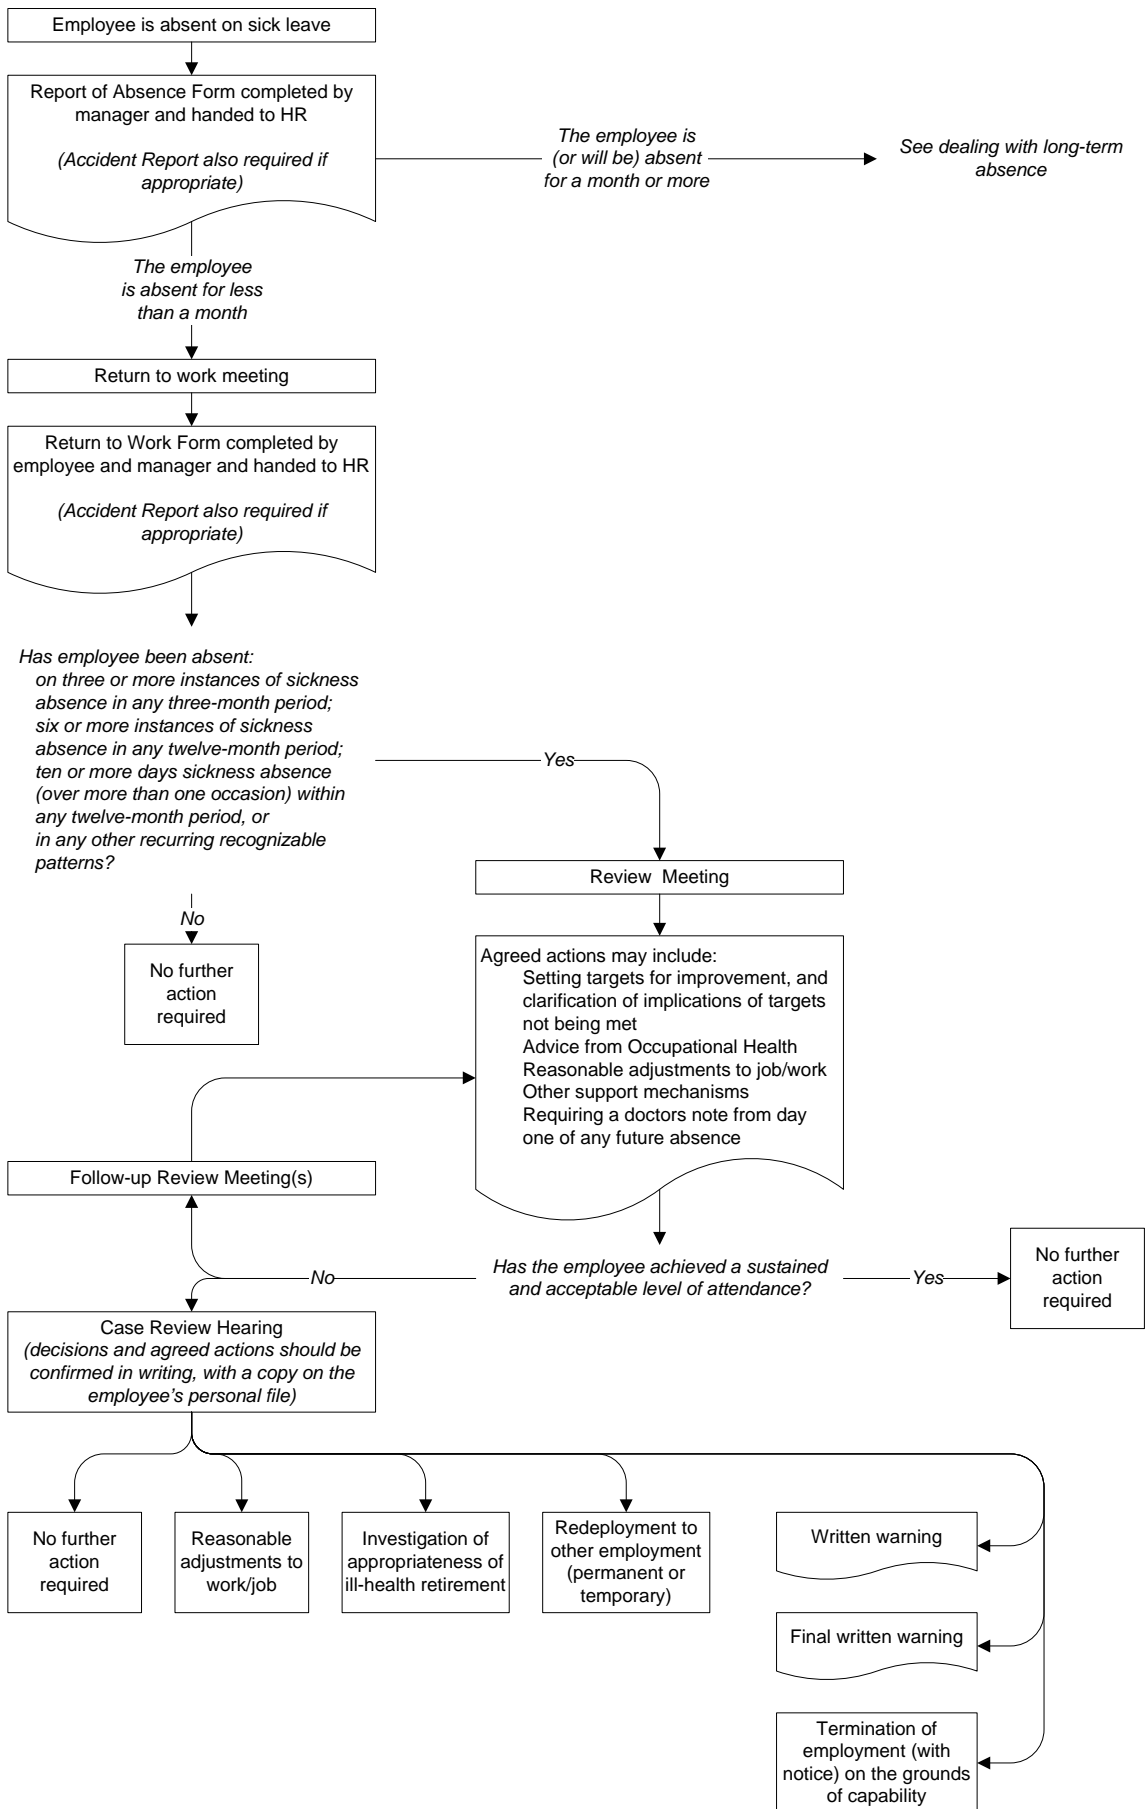 Employee is absent on sick leave
Report of Absence Form completed by
manager and handed to HR
(Accident Report also required if
appropriate)
The employee is
(or will be) absent
for a month or more
See dealing with long-term
absence
The employee
is absent for less
than a month
Return to work meeting
Return to Work Form completed by
employee and manager and handed to HR
(Accident Report also required if
appropriate)
Has employee been absent:
on three or more instances of sickness
absence in any three-month period;
six or more instances of sickness
absence in any twelve-month period;
ten or more days sickness absence
(over more than one occasion) within
any twelve-month period, or
in any other recurring recognizable
patterns?
Yes
Review  Meeting
No
No further
action
required
Agreed actions may include:
Setting targets for improvement, and
clarification of implications of targets
not being met
Advice from Occupational Health
Reasonable adjustments to job/work
Other support mechanisms
Requiring a doctors note from day
one of any future absence
Follow-up Review Meeting(s)
Has the employee achieved a sustained
and acceptable level of attendance?
No
Yes
No further
action
required
Case Review Hearing
(decisions and agreed actions should be
confirmed in writing, with a copy on the
employee's personal file)
No further
action
required
Reasonable
adjustments to
work/job
Investigation of
appropriateness of
ill-health retirement
Redeployment to
other employment
(permanent or
temporary)
Written warning
Final written warning
Termination of
employment (with
notice) on the grounds
of capability